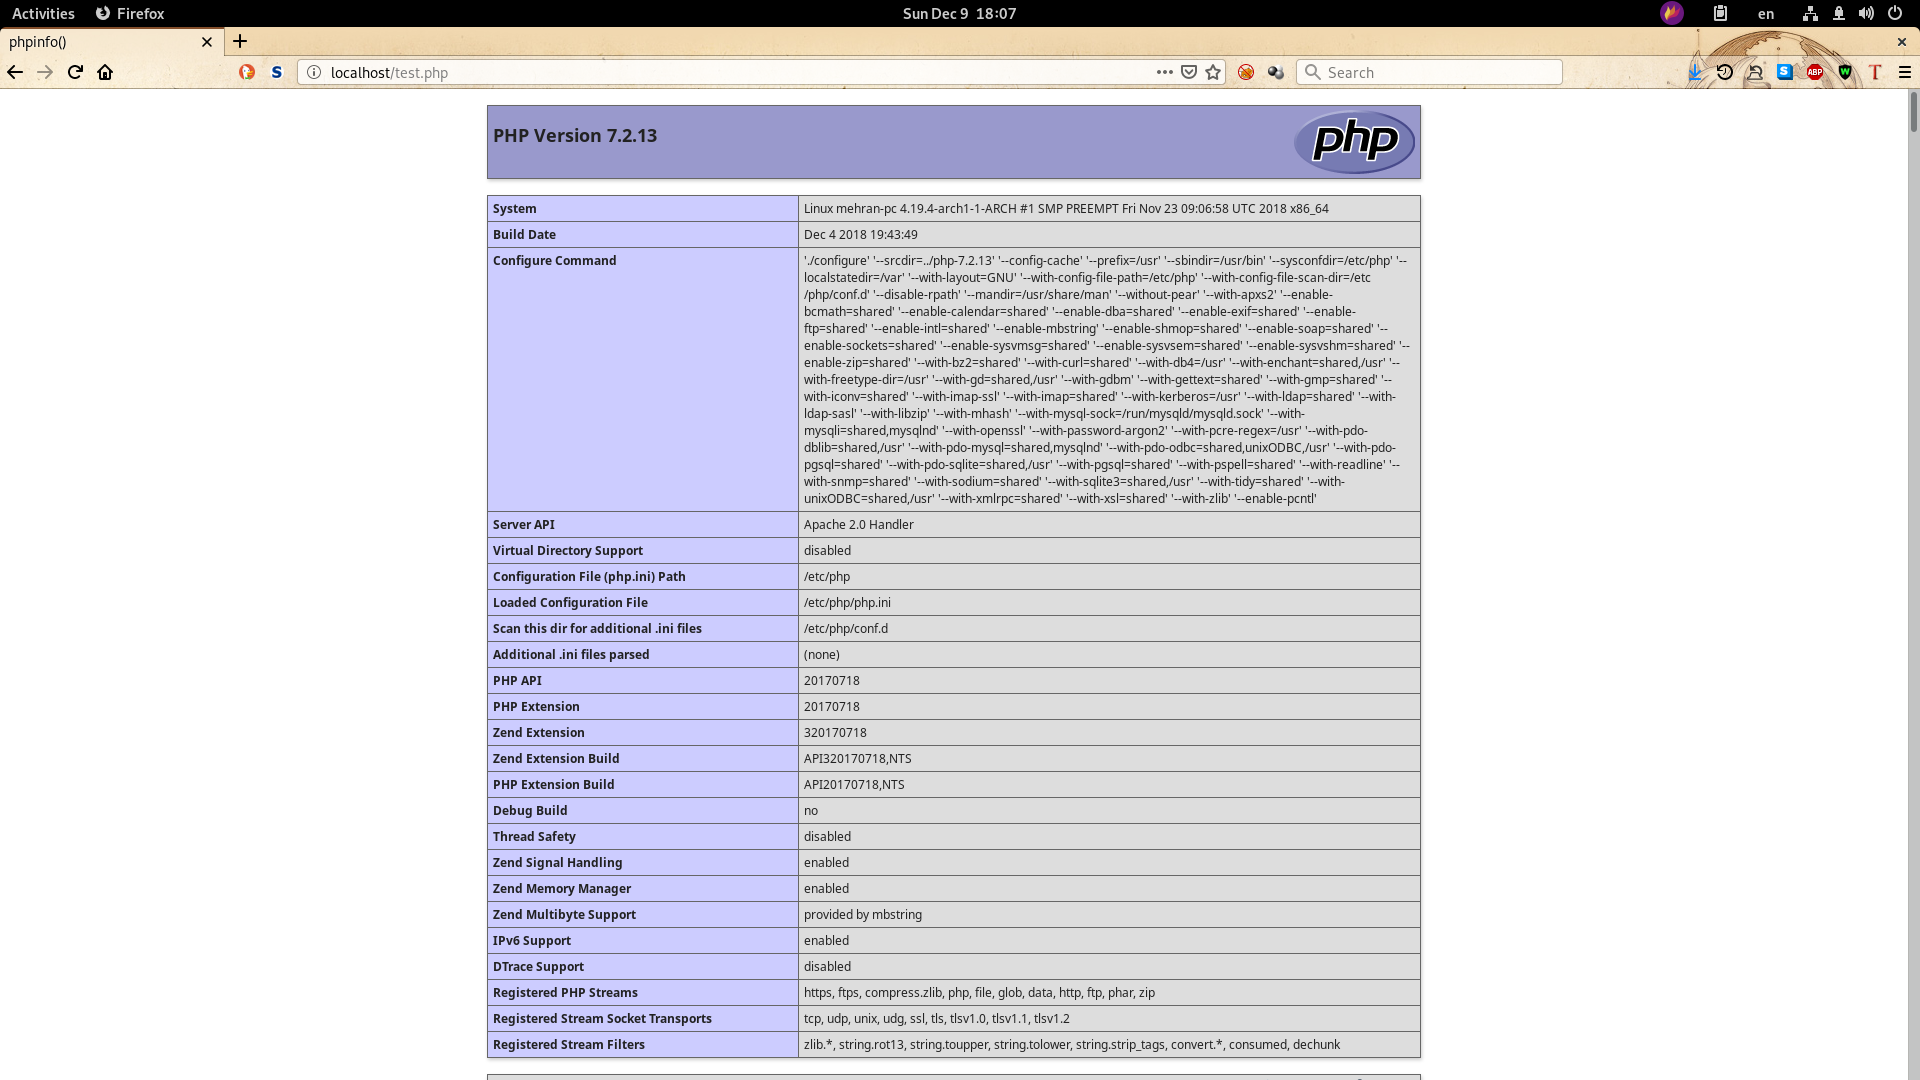 Activities Firefox Sun Dec 9 18:07 en
phpinfo()
localhost/test.php Search
ABP
PHP Version 7.2.13 php
System Linux mehran-pc 4.19.4-arch1-1-ARCH #1 SMP PREEMPT Fri Nov 23 09:06:58 UTC 2018 x86_64
Build Date Dec 4 2018 19:43:49
Configure Command './configure' '--srcdir=../php-7.2.13' '--config-cache' '--prefix=/usr' '--sbindir=/usr/bin' '--sysconfdir=/etc/php' '--
localstatedir=/var' '--with-layout=GNU' '--with-config-file-path=/etc/php' '--with-config-file-scan-dir=/etc
/php/conf.d' '--disable-rpath' '--mandir=/usr/share/man' '--without-pear' '--with-apxs2' '--enable-
bcmath=shared' '--enable-calendar=shared' '--enable-dba=shared' '--enable-exif=shared' '--enable-
ftp=shared' '--enable-intl=shared' '--enable-mbstring' '--enable-shmop=shared' '--enable-soap=shared' '--
enable-sockets=shared' '--enable-sysvmsg=shared' '--enable-sysvsem=shared' '--enable-sysvshm=shared' '--
enable-zip=shared' '--with-bz2=shared' '--with-curl=shared' '--with-db4=/usr' '--with-enchant=shared,/usr' '--
with-freetype-dir=/usr' '--with-gd=shared,/usr' '--with-gdbm' '--with-gettext=shared' '--with-gmp=shared' '--
with-iconv=shared' '--with-imap-ssl' '--with-imap=shared' '--with-kerberos=/usr' '--with-ldap=shared' '--with-
ldap-sasl' '--with-libzip' '--with-mhash' '--with-mysql-sock=/run/mysqld/mysqld.sock' '--with-
mysqli=shared,mysqlnd' '--with-openssl' '--with-password-argon2' '--with-pcre-regex=/usr' '--with-pdo-
dblib=shared,/usr' '--with-pdo-mysql=shared,mysqlnd' '--with-pdo-odbc=shared,unixODBC,/usr' '--with-pdo-
pgsql=shared' '--with-pdo-sqlite=shared,/usr' '--with-pgsql=shared' '--with-pspell=shared' '--with-readline' '--
with-snmp=shared' '--with-sodium=shared' '--with-sqlite3=shared,/usr' '--with-tidy=shared' '--with-
unixODBC=shared,/usr' '--with-xmlrpc=shared' '--with-xsl=shared' '--with-zlib' '--enable-pcntl'
Server API Apache 2.0 Handler
Virtual Directory Support disabled
Configuration File (php.ini) Path /etc/php
Loaded Configuration File /etc/php/php.ini
Scan this dir for additional .ini files /etc/php/conf.d
Additional .ini files parsed (none)
PHP API 20170718
PHP Extension 20170718
Zend Extension 320170718
Zend Extension Build API320170718,NTS
PHP Extension Build API20170718,NTS
Debug Build no
Thread Safety disabled
Zend Signal Handling enabled
Zend Memory Manager enabled
Zend Multibyte Support provided by mbstring
IPv6 Support enabled
DTrace Support disabled
Registered PHP Streams https, ftps, compress.zlib, php, file, glob, data, http, ftp, phar, zip
Registered Stream Socket Transports tcp, udp, unix, udg, ssl, tls, tlsv1.0, tlsv1.1, tlsv1.2
Registered Stream Filters zlib.*, string.rot13, string.toupper, string.tolower, string.strip_tags, convert.*, consumed, dechunk